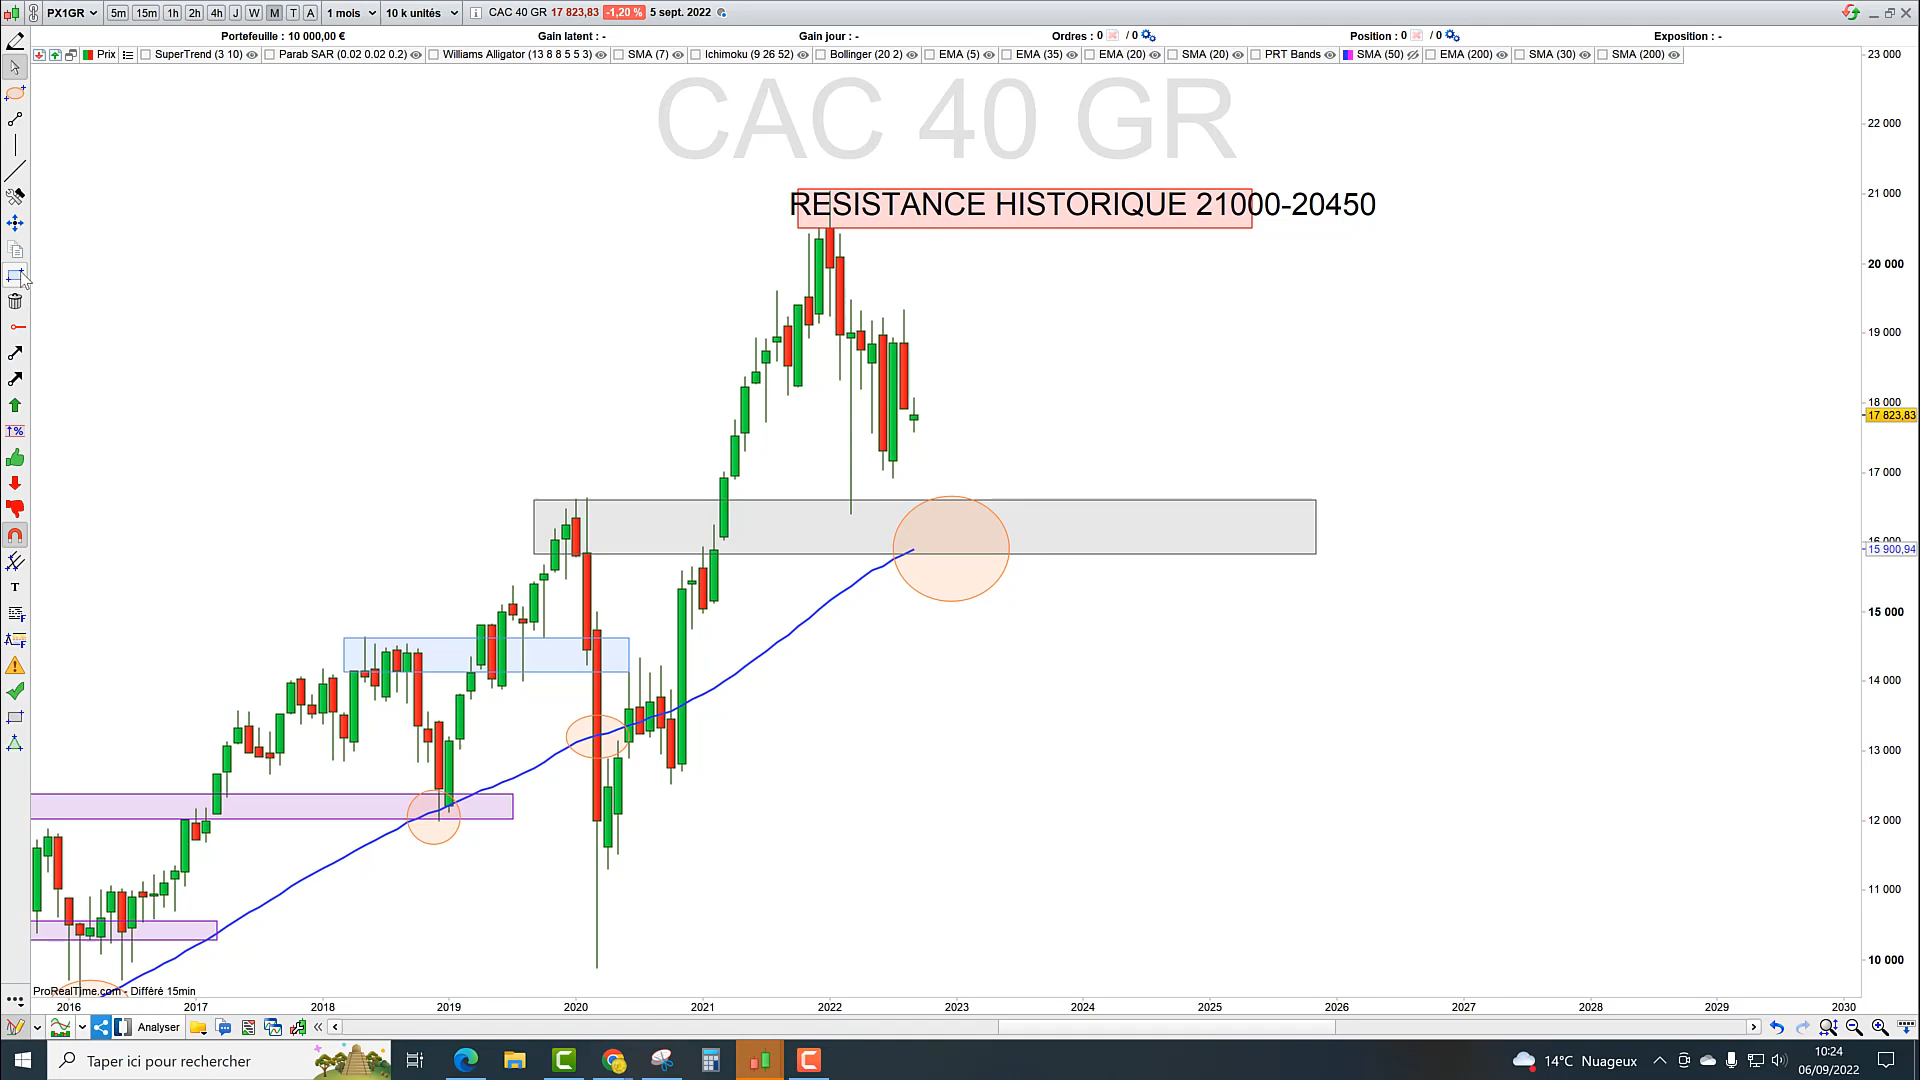 PX1GR 5m 15m 1h 2h 4h J W M T A 1 mois 10 k unités CAC 40 GR 17 823,83 -1,20 % 5 sept. 2022
Portefeuille : 10 000,00 € Gain latent : - Gain jour : - Ordres : 0 / 0 Position : 0 / 0 Exposition : -
Prix SuperTrend (3 10) Parab SAR (0.02 0.02 0.2) Williams Alligator (13 8 8 5 5 3) SMA (7) Ichimoku (9 26 52) Bollinger (20 2) EMA (5) EMA (35) EMA (20) SMA (20) PRT Bands SMA (50) EMA (200) SMA (30) SMA (200)
23 000
CAC 40 GR
22 000
21 000
RESISTANCE HISTORIQUE 21000-20450
20 000
19 000
18 000
17 823,83
17 000
16 000
15 900,94
15 000
14 000
13 000
12 000
11 000
10 000
ProRealTime.com - Différé 15min
2016 2017 2018 2019 2020 2021 2022 2023 2024 2025 2026 2027 2028 2029 2030
Analyser
Taper ici pour rechercher
14°C Nuageux
10:24
06/09/2022